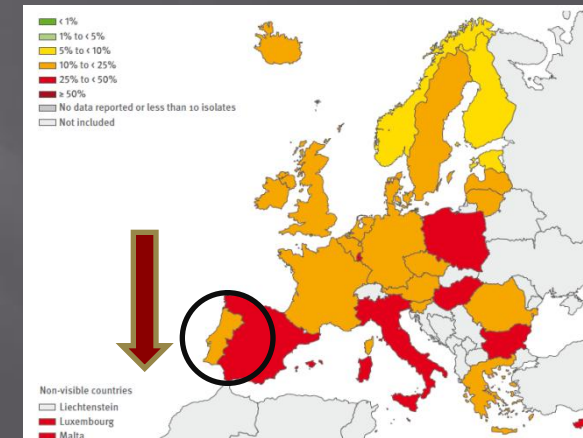 < 1%
1% to < 5%
5% to < 10%
10% to < 25%
25% to < 50%
≥ 50%
No data reported or less than 10 isolates
Not included
Non-visible countries
Liechtenstein
Luxembourg
Malta